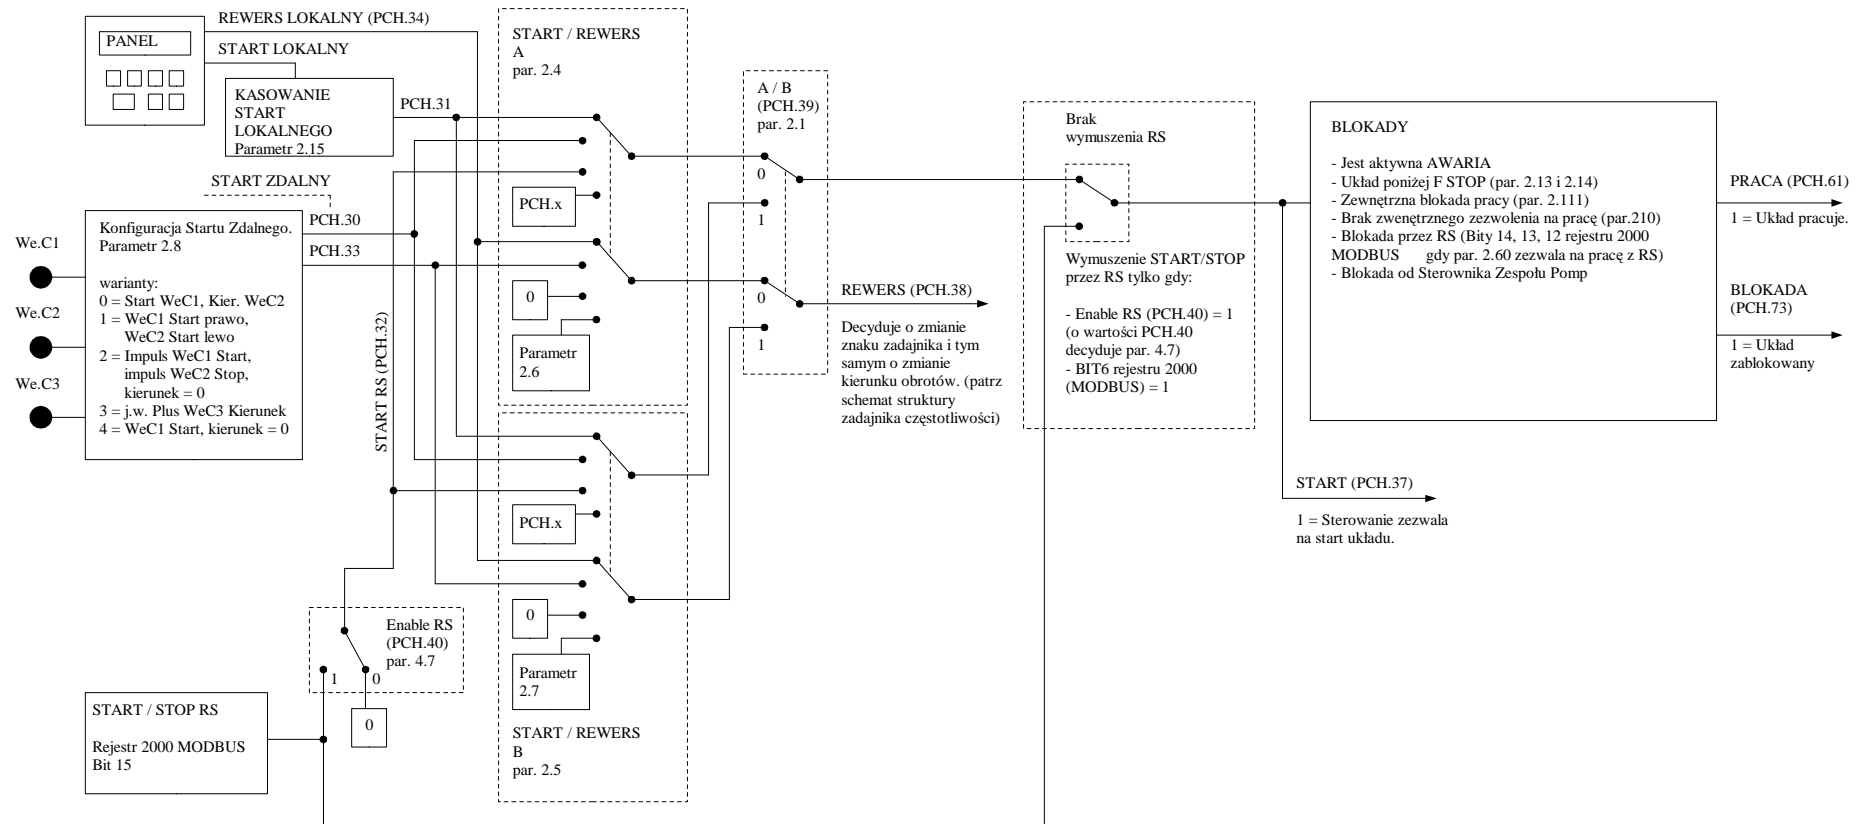 REWERS LOKALNY (PCH.34)
PANEL
START LOKALNY
KASOWANIE
START
LOKALNEGO
Parametr 2.15
PCH.31
START ZDALNY
PCH.30
PCH.33
Konfiguracja Startu Zdalnego.
Parametr 2.8
warianty:
0 = Start WeC1, Kier. WeC2
1 = WeC1 Start prawo,
WeC2 Start lewo
2 = Impuls WeC1 Start,
impuls WeC2 Stop,
kierunek = 0
3 = j.w. Plus WeC3 Kierunek
4 = WeC1 Start, kierunek = 0
We.C1
We.C2
We.C3
START RS (PCH.32)
Enable RS
(PCH.40)
par. 4.7
1
0
0
START / STOP RS
Rejestr 2000 MODBUS
Bit 15
START / REWERS
A
par. 2.4
PCH.x
0
Parametr
2.6
PCH.x
0
Parametr
2.7
START / REWERS
B
par. 2.5
A / B
(PCH.39)
par. 2.1
0
1
0
1
REWERS (PCH.38)
Decyduje o zmianie
znaku zadajnika i tym
samym o zmianie
kierunku obrotów. (patrz
schemat struktury
zadajnika częstotliwości)
Brak
wymuszenia RS
Wymuszenie START/STOP
przez RS tylko gdy:
- Enable RS (PCH.40) = 1
(o wartości PCH.40
decyduje par. 4.7)
- BIT6 rejestru 2000
(MODBUS) = 1
BLOKADY
- Jest aktywna AWARIA
- Układ poniżej F STOP (par. 2.13 i 2.14)
- Zewnętrzna blokada pracy (par. 2.111)
- Brak zwenętrznego zezwolenia na pracę (par.210)
- Blokada przez RS (Bity 14, 13, 12 rejestru 2000
MODBUS gdy par. 2.60 zezwala na pracę z RS)
- Blokada od Sterownika Zespołu Pomp
PRACA (PCH.61)
1 = Układ pracuje.
BLOKADA
(PCH.73)
1 = Układ
zablokowany
START (PCH.37)
1 = Sterowanie zezwala
na start układu.